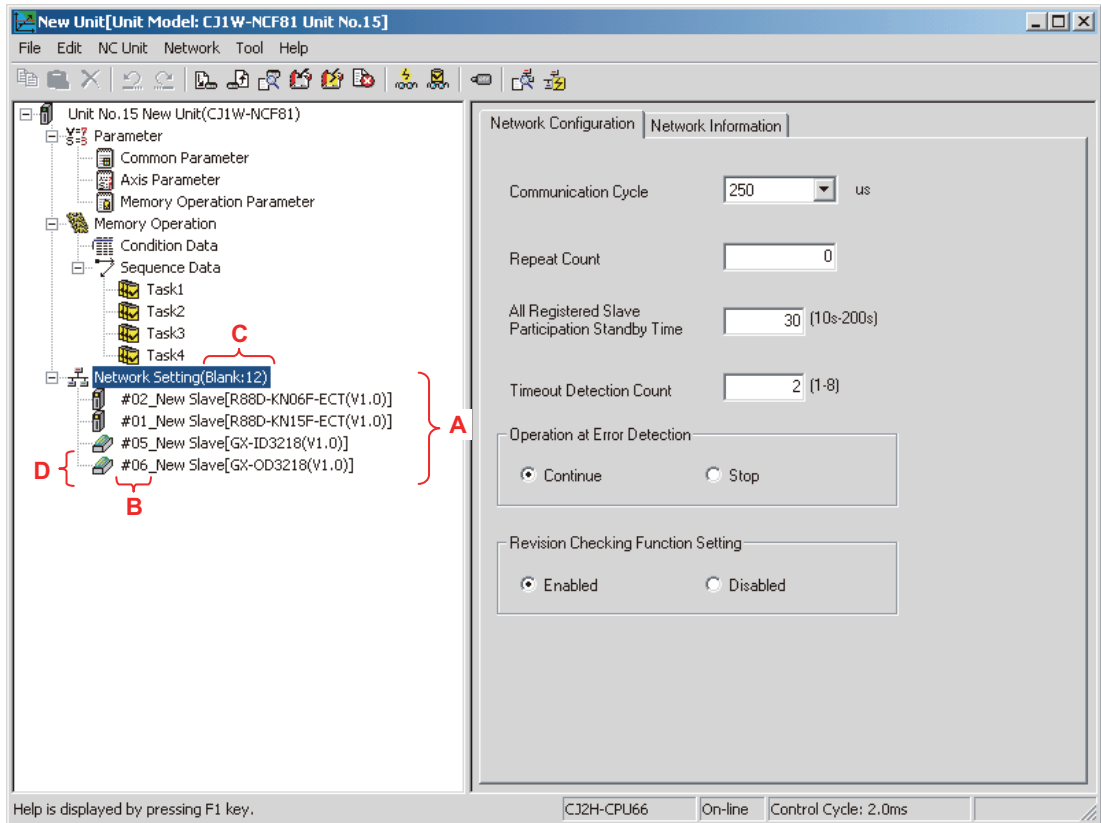 New Unit[Unit Model: CJ1W-NCF81 Unit No.15]
File Edit NC Unit Network Tool Help
Unit No.15 New Unit(CJ1W-NCF81)
Parameter
Common Parameter
Axis Parameter
Memory Operation Parameter
Memory Operation
Condition Data
Sequence Data
Task1
Task2
Task3
Task4
C
Network Setting(Blank:12)
#02_New Slave[R88D-KN06F-ECT(V1.0)]
#01_New Slave[R88D-KN15F-ECT(V1.0)]
#05_New Slave[GX-ID3218(V1.0)]
#06_New Slave[GX-OD3218(V1.0)]
A
D
B
Network Configuration Network Information
Communication Cycle 250 us
Repeat Count 0
All Registered Slave
Participation Standby Time 30 (10s-200s)
Timeout Detection Count 2 (1-8)
Operation at Error Detection
Continue Stop
Revision Checking Function Setting
Enabled Disabled
Help is displayed by pressing F1 key. CJ2H-CPU66 On-line Control Cycle: 2.0ms